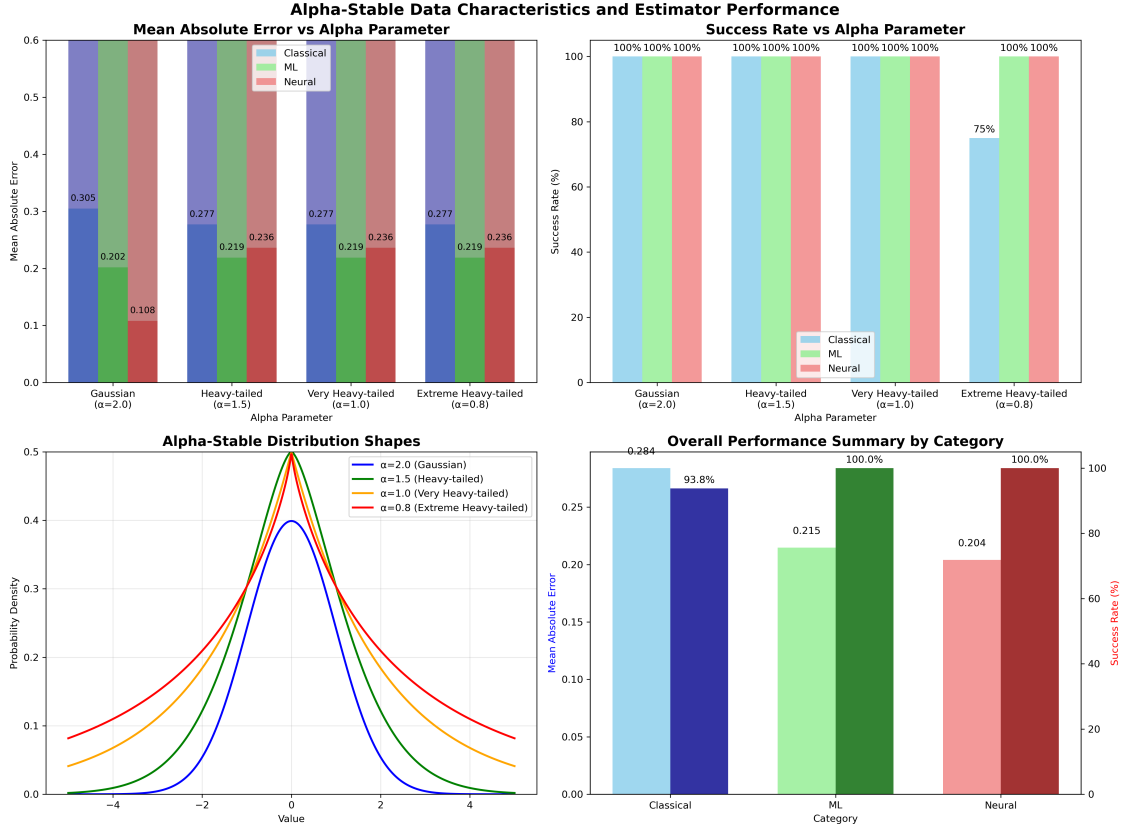 Alpha-Stable Data Characteristics and Estimator Performance
Mean Absolute Error vs Alpha Parameter
Mean Absolute Error
0.6
0.5
0.4
0.3
0.2
0.1
0.0
Classical
ML
Neural
0.305
0.202
0.108
0.277
0.219
0.236
0.277
0.219
0.236
0.277
0.219
0.236
Gaussian
(α=2.0)
Heavy-tailed
(α=1.5)
Very Heavy-tailed
(α=1.0)
Extreme Heavy-tailed
(α=0.8)
Alpha Parameter
Success Rate vs Alpha Parameter
Success Rate (%)
100
80
60
40
20
0
100% 100% 100%
100% 100% 100%
100% 100% 100%
75%
100% 100%
Classical
ML
Neural
Gaussian
(α=2.0)
Heavy-tailed
(α=1.5)
Very Heavy-tailed
(α=1.0)
Extreme Heavy-tailed
(α=0.8)
Alpha Parameter
Alpha-Stable Distribution Shapes
Probability Density
0.5
0.4
0.3
0.2
0.1
0.0
α=2.0 (Gaussian)
α=1.5 (Heavy-tailed)
α=1.0 (Very Heavy-tailed)
α=0.8 (Extreme Heavy-tailed)
−4 −2 0 2 4
Value
Overall Performance Summary by Category
Mean Absolute Error
0.25
0.20
0.15
0.10
0.05
0.00
0.284
93.8%
0.215
100.0%
0.204
100.0%
100
80
60
40
20
0
Success Rate (%)
Classical
ML
Neural
Category